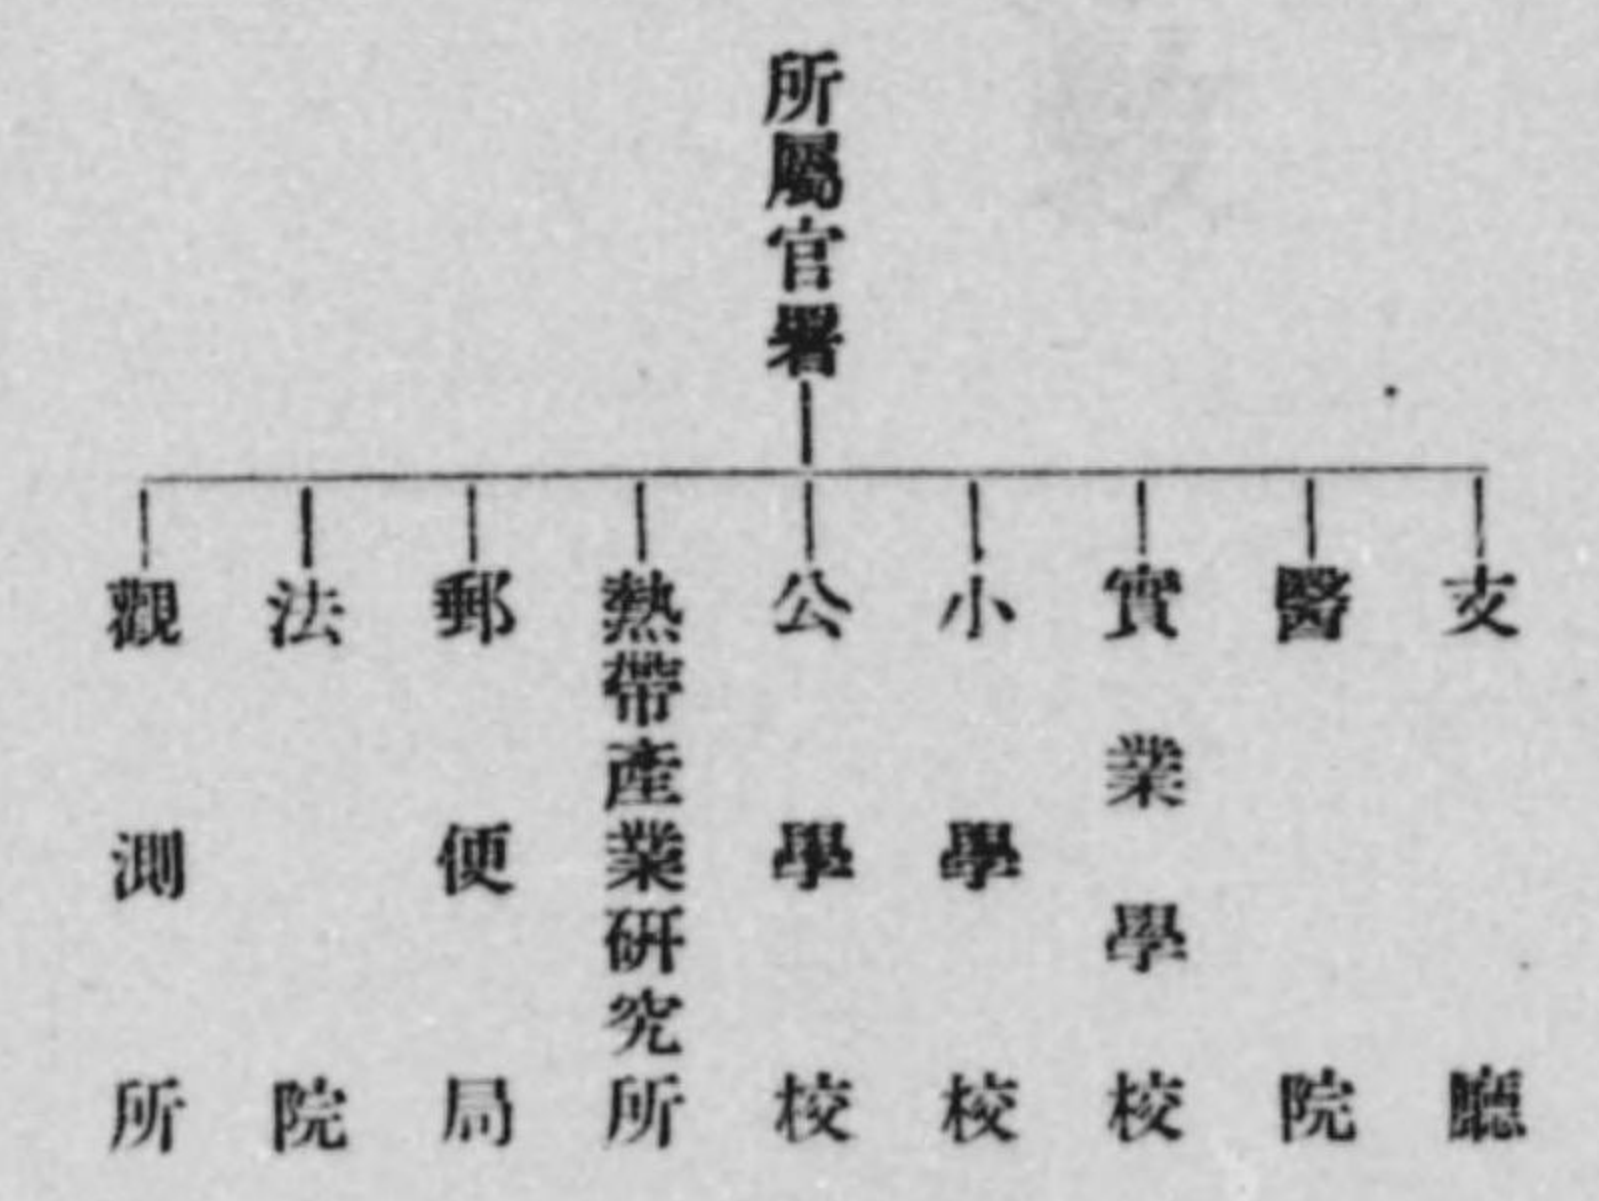 所屬官署
支廳
醫院
實業學校
小學校
公學校
熱帶產業硏究所
郵便局
法院
觀測所